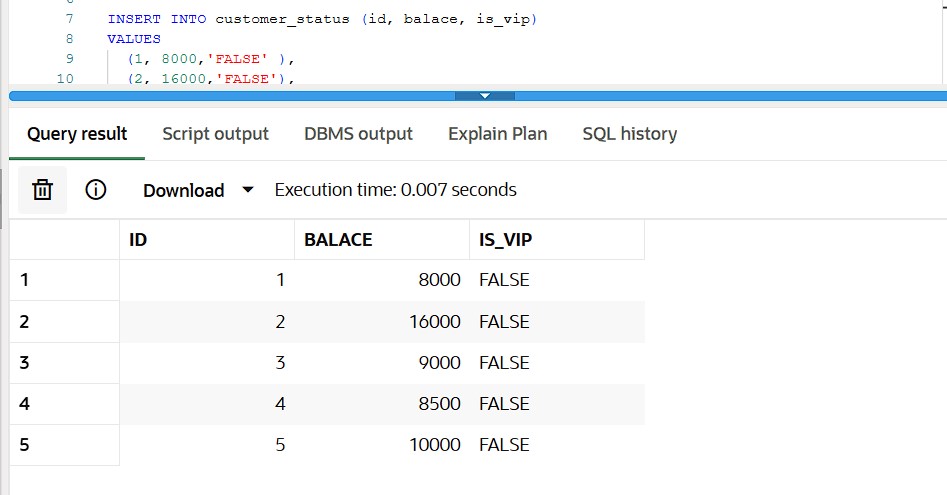 7 INSERT INTO customer_status (id, balace, is_vip)
8 VALUES
9 (1, 8000,'FALSE' ),
10 (2, 16000,'FALSE'),
Query result Script output DBMS output Explain Plan SQL history
Download Execution time: 0.007 seconds
ID BALACE IS_VIP
1 1 8000 FALSE
2 2 16000 FALSE
3 3 9000 FALSE
4 4 8500 FALSE
5 5 10000 FALSE